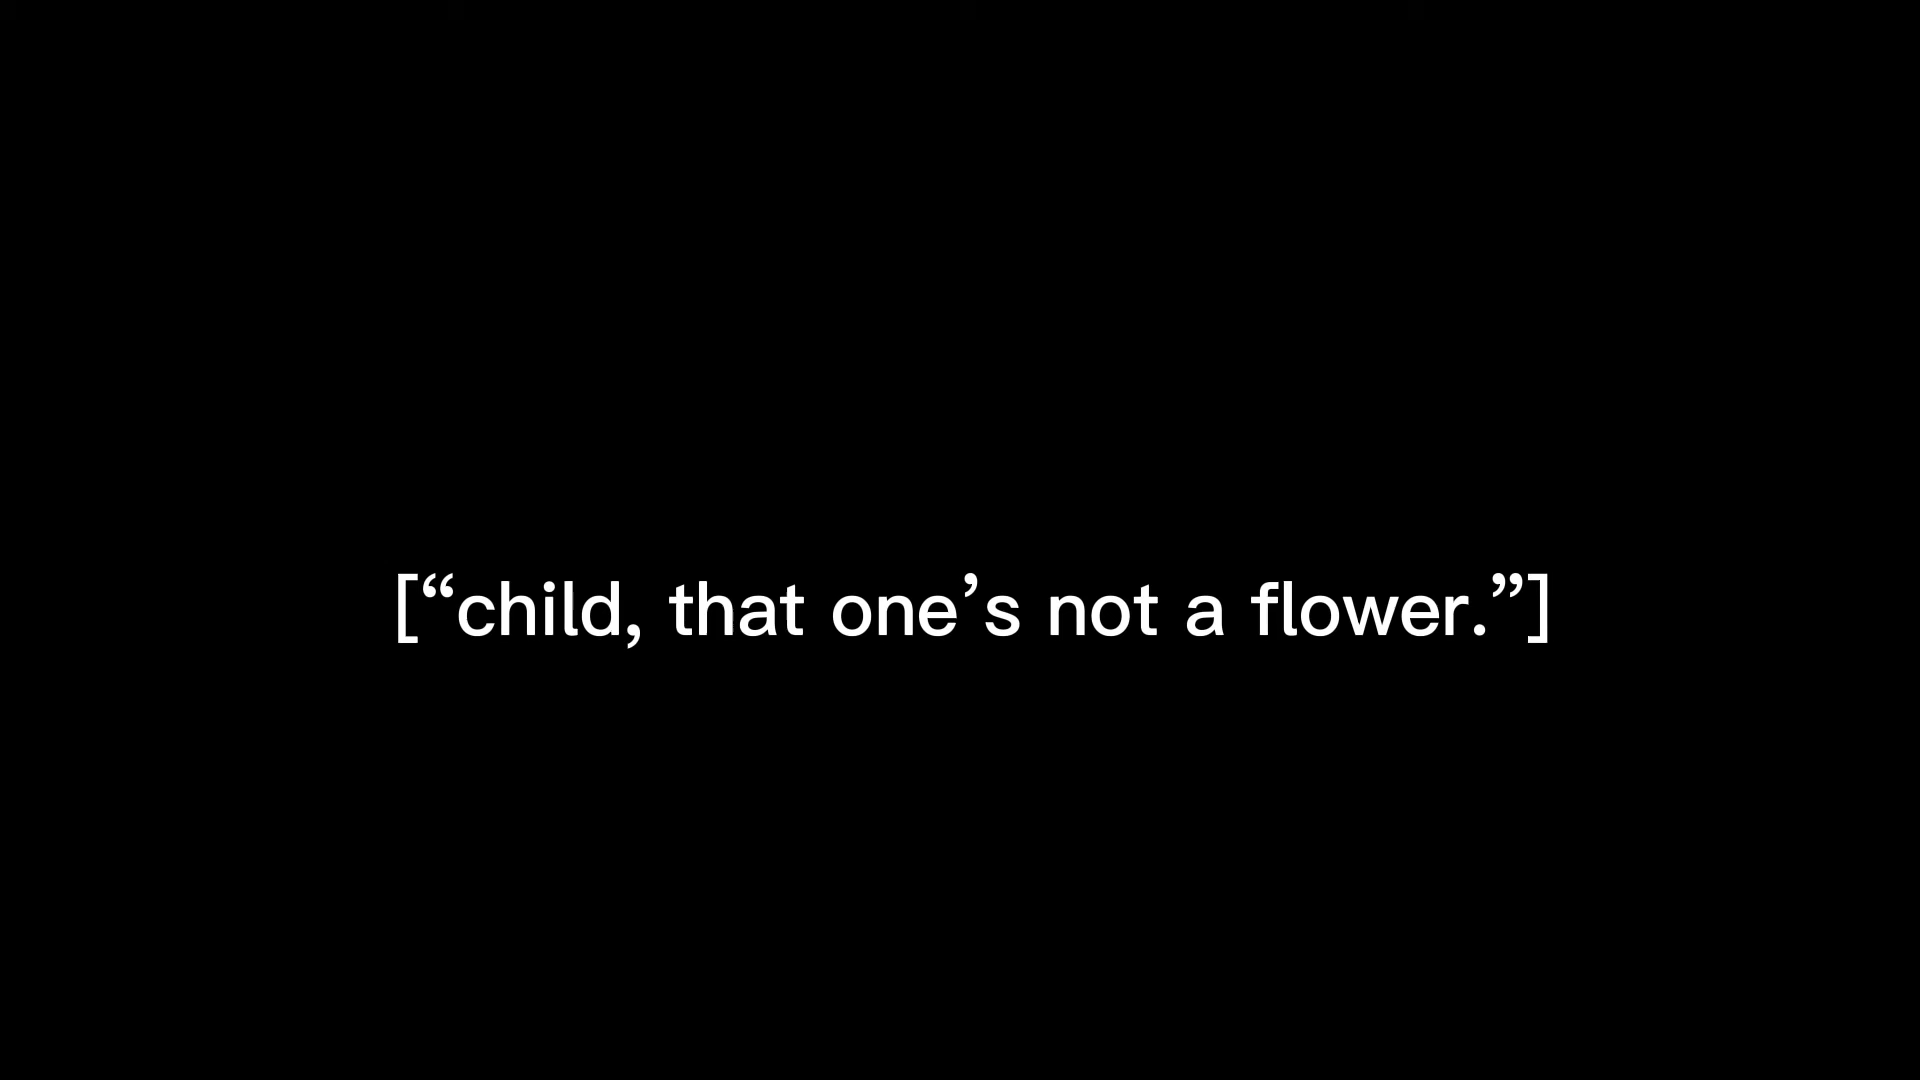 [“child, that one’s not a flower.”]